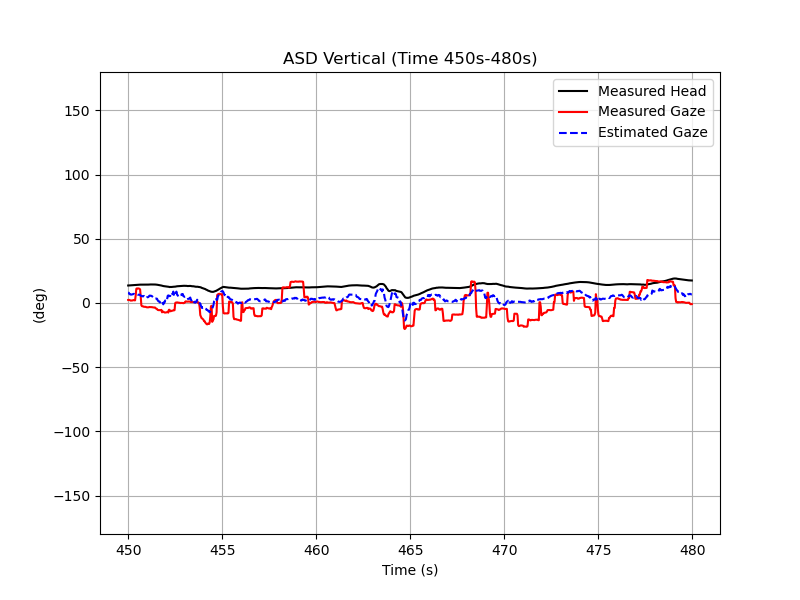 ASD Vertical (Time 450s-480s)
Measured Head
Measured Gaze
Estimated Gaze
150
100
50
0
−50
−100
−150
(deg)
450 455 460 465 470 475 480
Time (s)